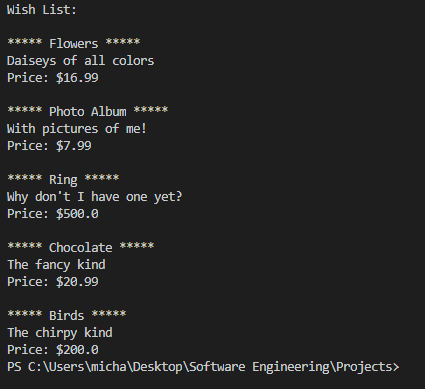 Wish List:
***** Flowers *****
Daiseys of all colors
Price: $16.99
***** Photo Album *****
With pictures of me!
Price: $7.99
***** Ring *****
Why don't I have one yet?
Price: $500.0
***** Chocolate *****
The fancy kind
Price: $20.99
***** Birds *****
The chirpy kind
Price: $200.0
PS C:\Users\micha\Desktop\Software Engineering\Projects>